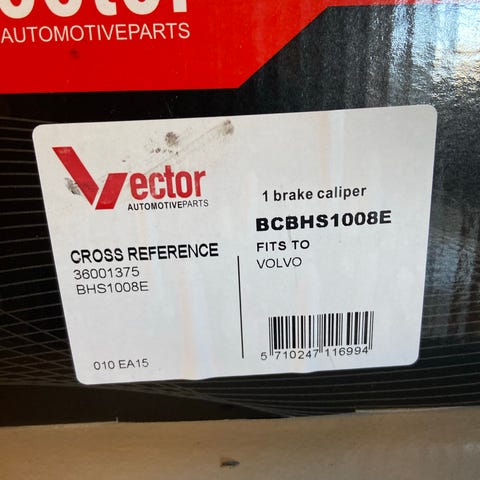 AUTOMOTIVEPARTS
Vector
AUTOMOTIVEPARTS
CROSS REFERENCE
36001375
BHS1008E
010 EA15
1 brake caliper
BCBHS1008E
FITS TO
VOLVO
5 710247 116994